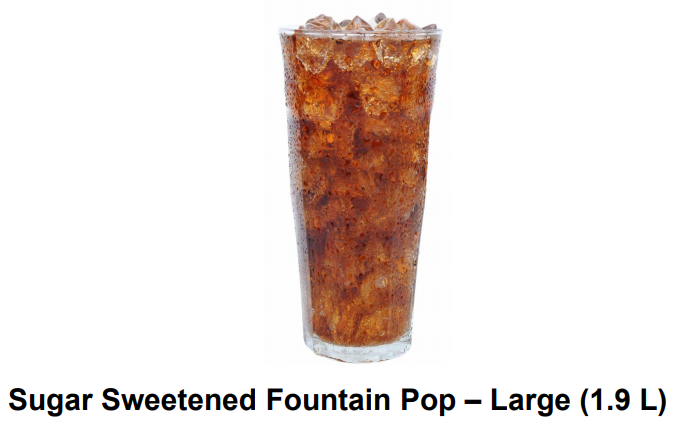 Sugar Sweetened Fountain Pop – Large (1.9 L)